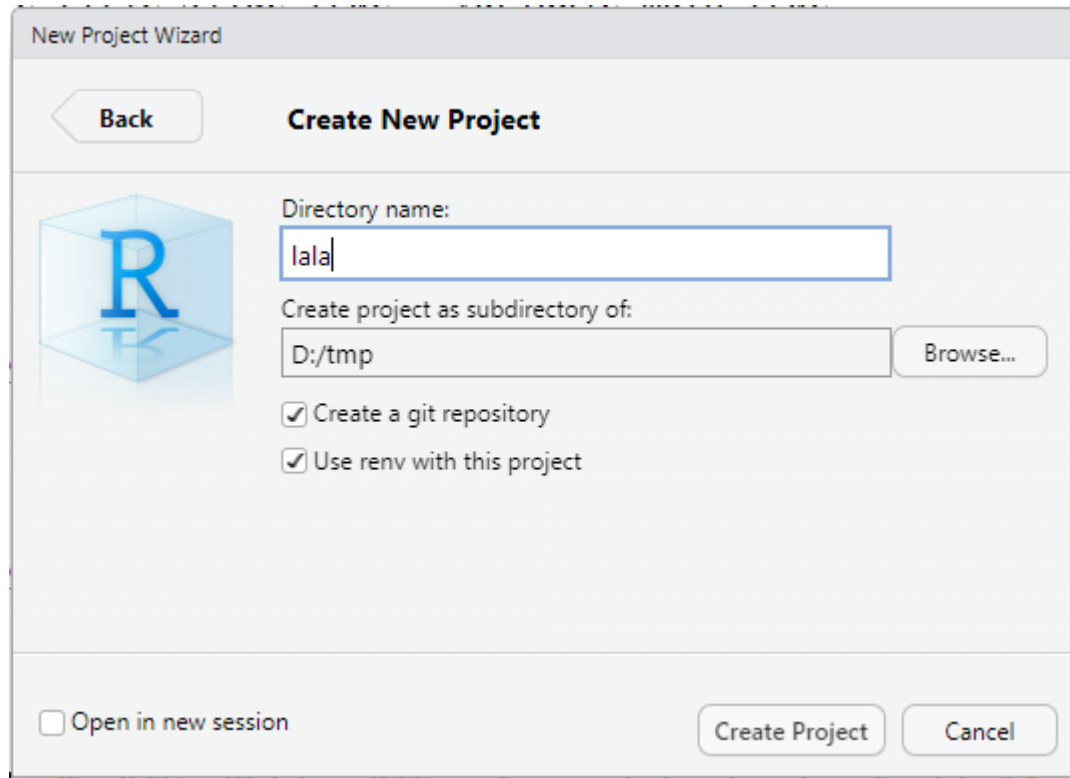 New Project Wizard
Back
Create New Project
R
Directory name:
lala
Create project as subdirectory of:
D:/tmp
Browse...
Create a git repository
Use renv with this project
Open in new session
Create Project
Cancel